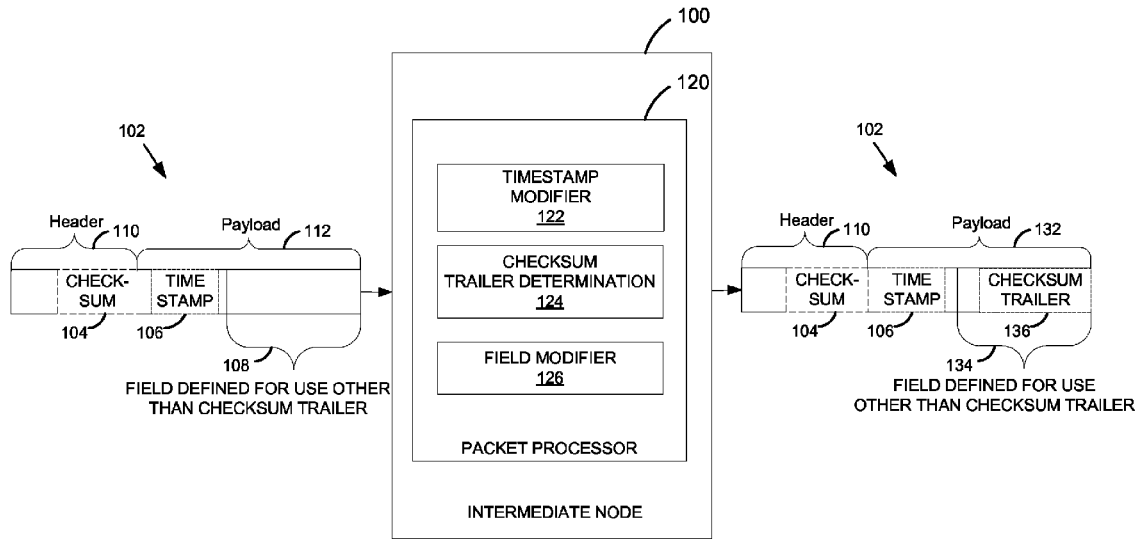 100
120
102
Header
110
Payload
112
CHECK-
SUM
TIME
STAMP
104
106
108
FIELD DEFINED FOR USE OTHER
THAN CHECKSUM TRAILER
TIMESTAMP
MODIFIER
122
CHECKSUM
TRAILER DETERMINATION
124
FIELD MODIFIER
126
PACKET PROCESSOR
INTERMEDIATE NODE
102
Header
110
Payload
132
CHECK-
SUM
TIME
STAMP
CHECKSUM
TRAILER
104
106
136
134
FIELD DEFINED FOR USE
OTHER THAN CHECKSUM TRAILER